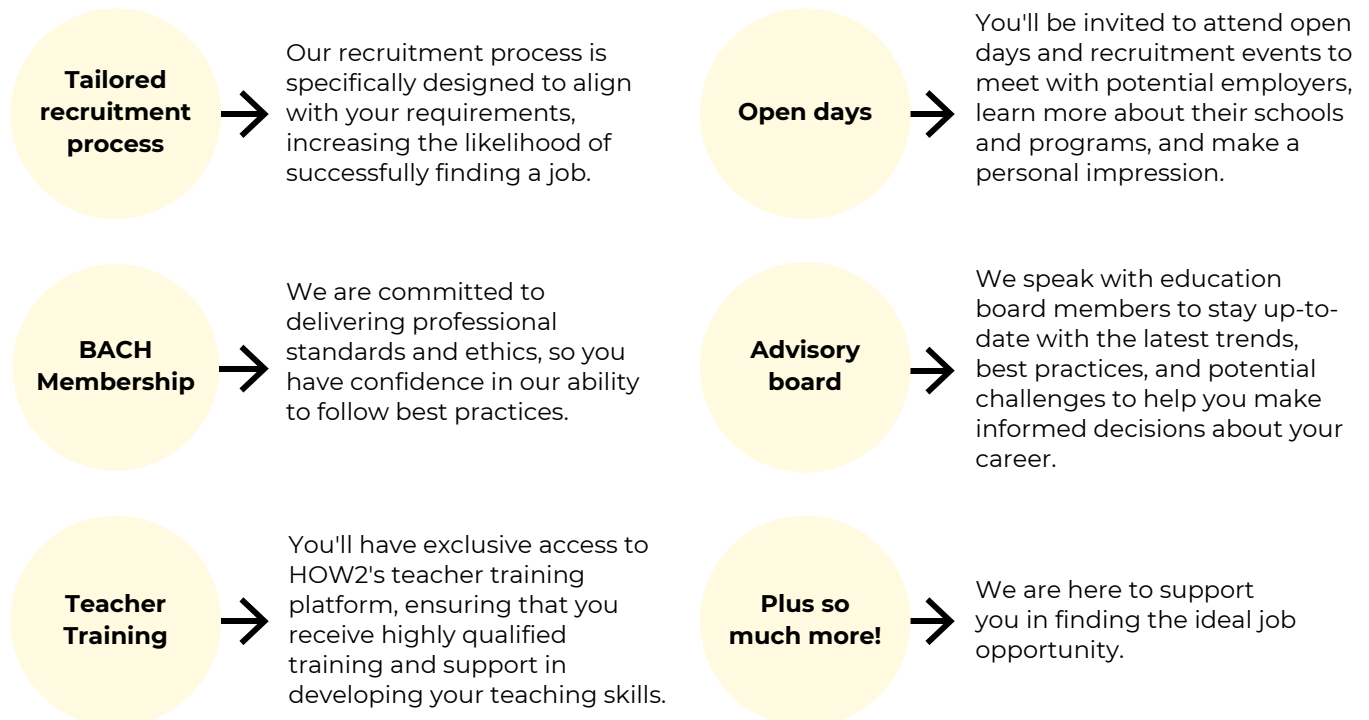 Tailored
recruitment
process
Our recruitment process is
specifically designed to align
with your requirements,
increasing the likelihood of
successfully finding a job.
Open days
You'll be invited to attend open
days and recruitment events to
meet with potential employers,
learn more about their schools
and programs, and make a
personal impression.
BACH
Membership
We are committed to
delivering professional
standards and ethics, so you
have confidence in our ability
to follow best practices.
Advisory
board
We speak with education
board members to stay up-to-
date with the latest trends,
best practices, and potential
challenges to help you make
informed decisions about your
career.
Teacher
Training
You'll have exclusive access to
HOW2's teacher training
platform, ensuring that you
receive highly qualified
training and support in
developing your teaching skills.
Plus so
much more!
We are here to support
you in finding the ideal job
opportunity.